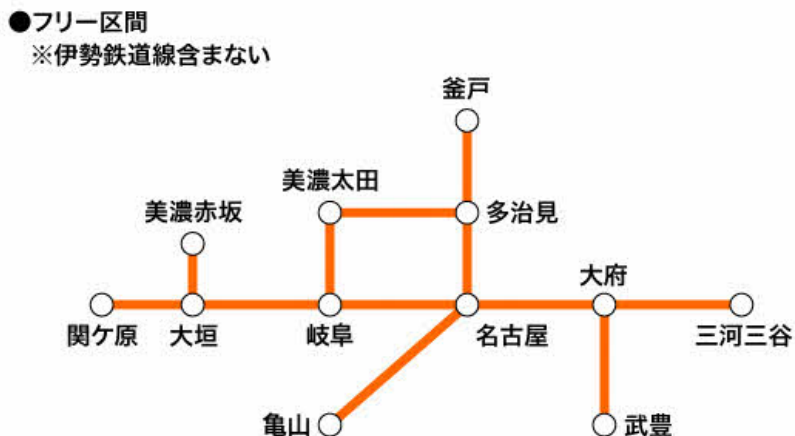 ●フリー区間
※伊勢鉄道線含まない
釜戸
美濃太田
美濃赤坂
多治見
大府
関ケ原
大垣
岐阜
名古屋
三河三谷
亀山
武豊